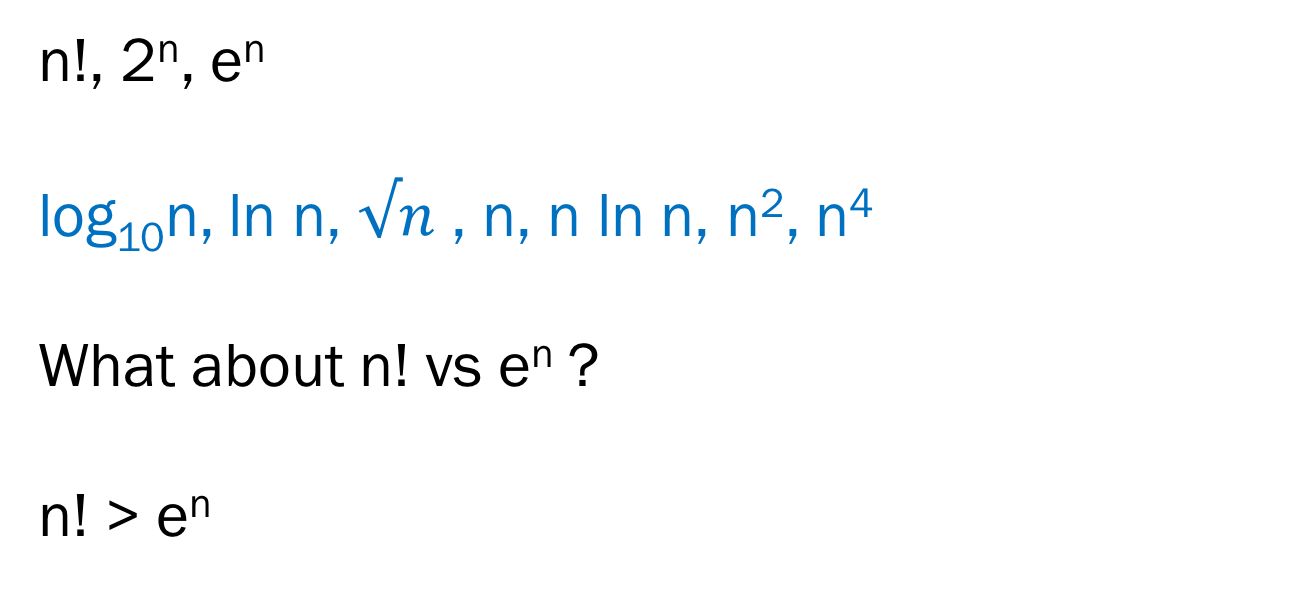 n!, 2ⁿ, eⁿ
log₁₀n, ln n, √𝑛 , n, n ln n, n², n⁴
What about n! vs eⁿ ?
n! > eⁿ